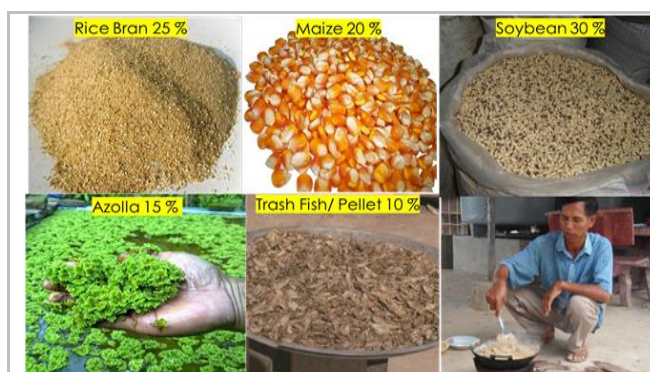 Rice Bran 25 %
Maize 20 %
Soybean 30 %
Azolla 15 %
Trash Fish/ Pellet 10 %